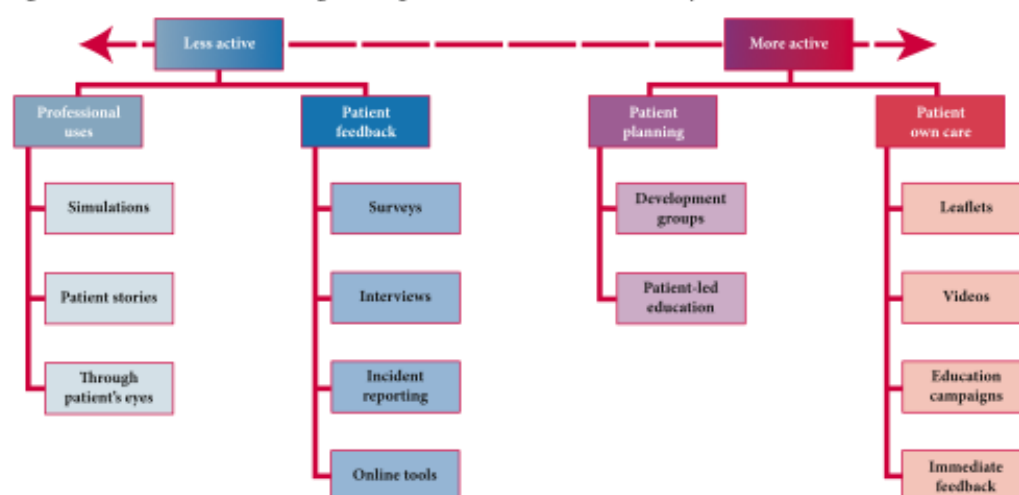 Less active
More active
Professional
uses
Patient
feedback
Patient
planning
Patient
own care
Simulations
Surveys
Development
groups
Leaflets
Patient stories
Interviews
Patient-led
education
Videos
Through
patient's eyes
Incident
reporting
Education
campaigns
Online tools
Immediate
feedback